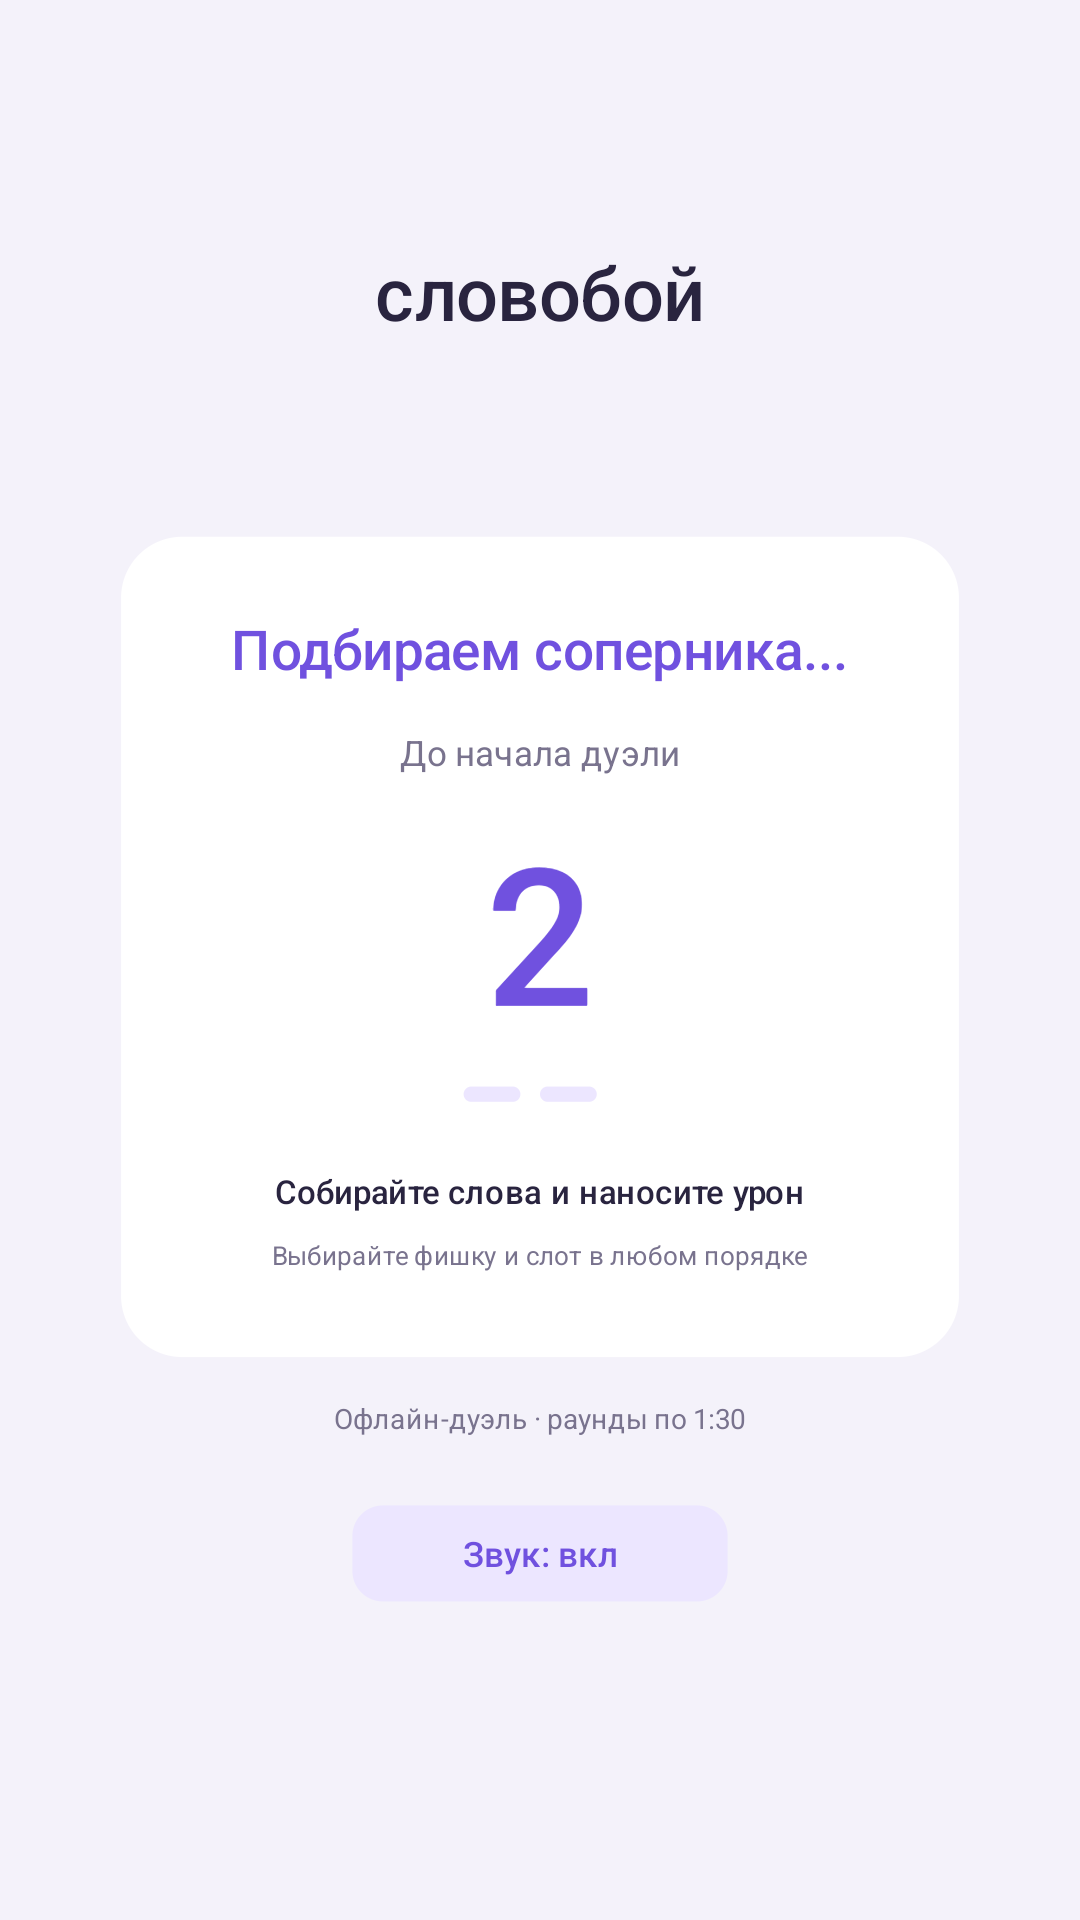 словобой
Подбираем соперника...
До начала дуэли
2
Собирайте слова и наносите урон
Выбирайте фишку и слот в любом порядке
Офлайн-дуэль · раунды по 1:30
Звук: вкл